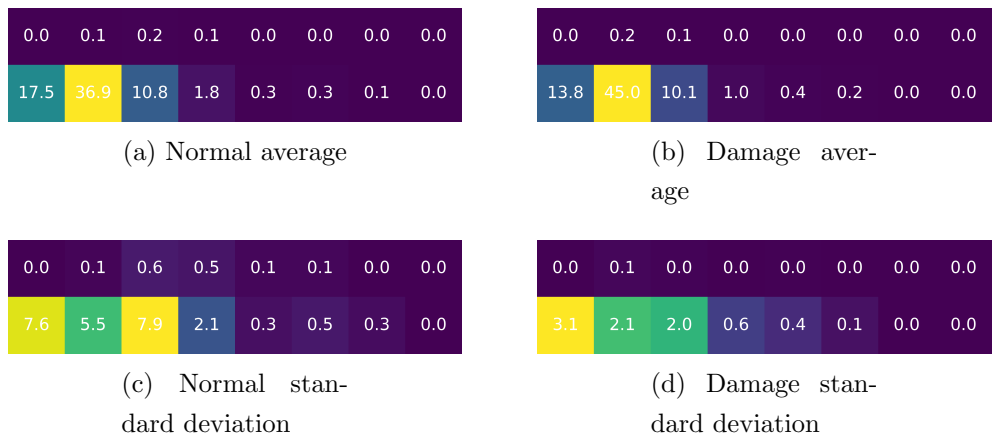 0.0 0.1 0.2 0.1 0.0 0.0 0.0 0.0
17.5 36.9 10.8 1.8 0.3 0.3 0.1 0.0
(a) Normal average
0.0 0.2 0.1 0.0 0.0 0.0 0.0 0.0
13.8 45.0 10.1 1.0 0.4 0.2 0.0 0.0
(b) Damage aver-
age
0.0 0.1 0.6 0.5 0.1 0.1 0.0 0.0
7.6 5.5 7.9 2.1 0.3 0.5 0.3 0.0
(c) Normal stan-
dard deviation
0.0 0.1 0.0 0.0 0.0 0.0 0.0 0.0
3.1 2.1 2.0 0.6 0.4 0.1 0.0 0.0
(d) Damage stan-
dard deviation